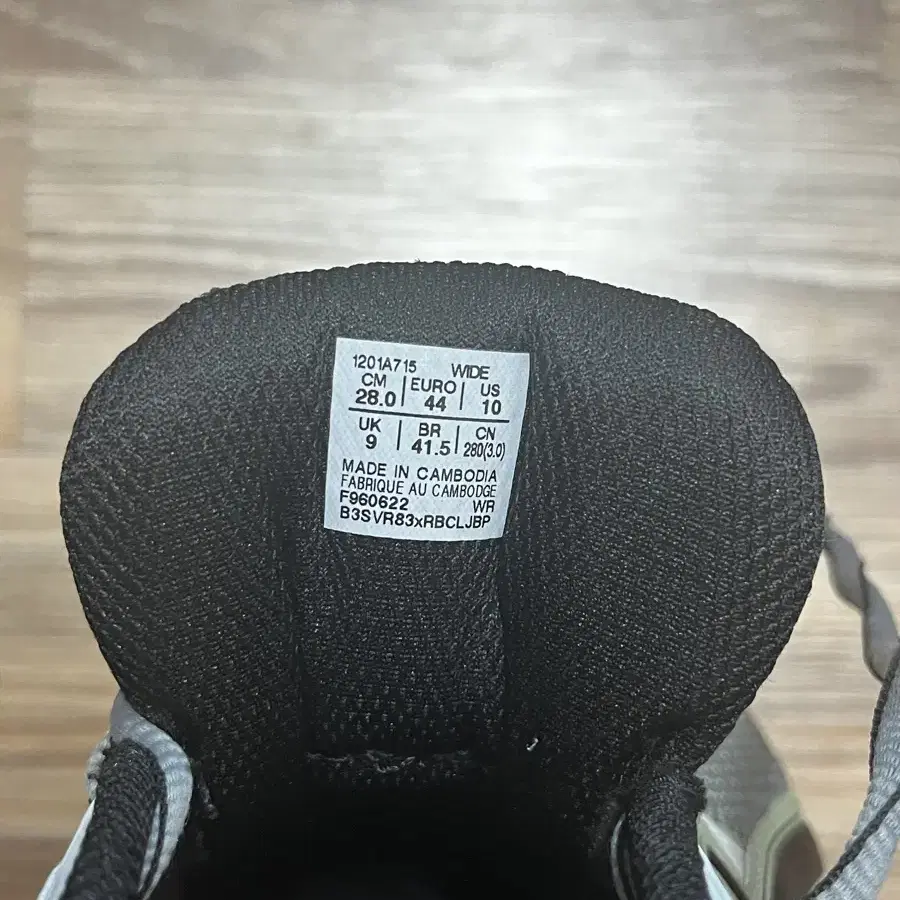 1201A715 WIDE
CM | EURO | US
28.0 | 44 | 10
UK | BR | CN
9 | 41.5 | 280(3.0)
MADE IN CAMBODIA
FABRIQUE AU CAMBODGE
F960622 WR
B3SVR83xRBCLJBP